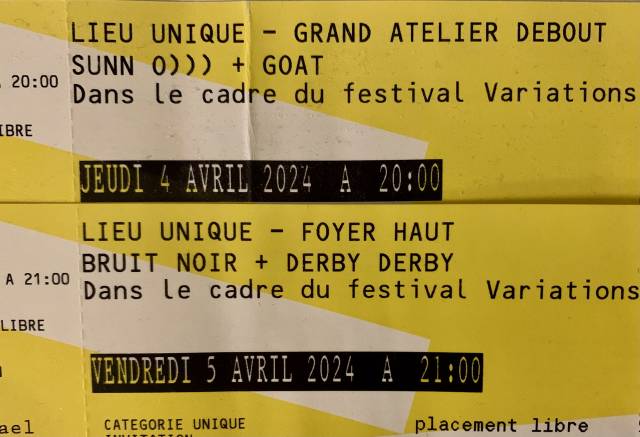 LIEU UNIQUE - GRAND ATELIER DEBOUT
SUNN O))) + GOAT
A 20:00
Dans le cadre du festival Variations
IBRE
JEUDI 4 AVRIL 2024 A 20:00
LIEU UNIQUE - FOYER HAUT
BRUIT NOIR + DERBY DERBY
A 21:00
Dans le cadre du festival Variations
LIBRE
VENDREDI 5 AVRIL 2024 A 21:00
ael
CATEGORIE UNIQUE
placement libre
INVITATION